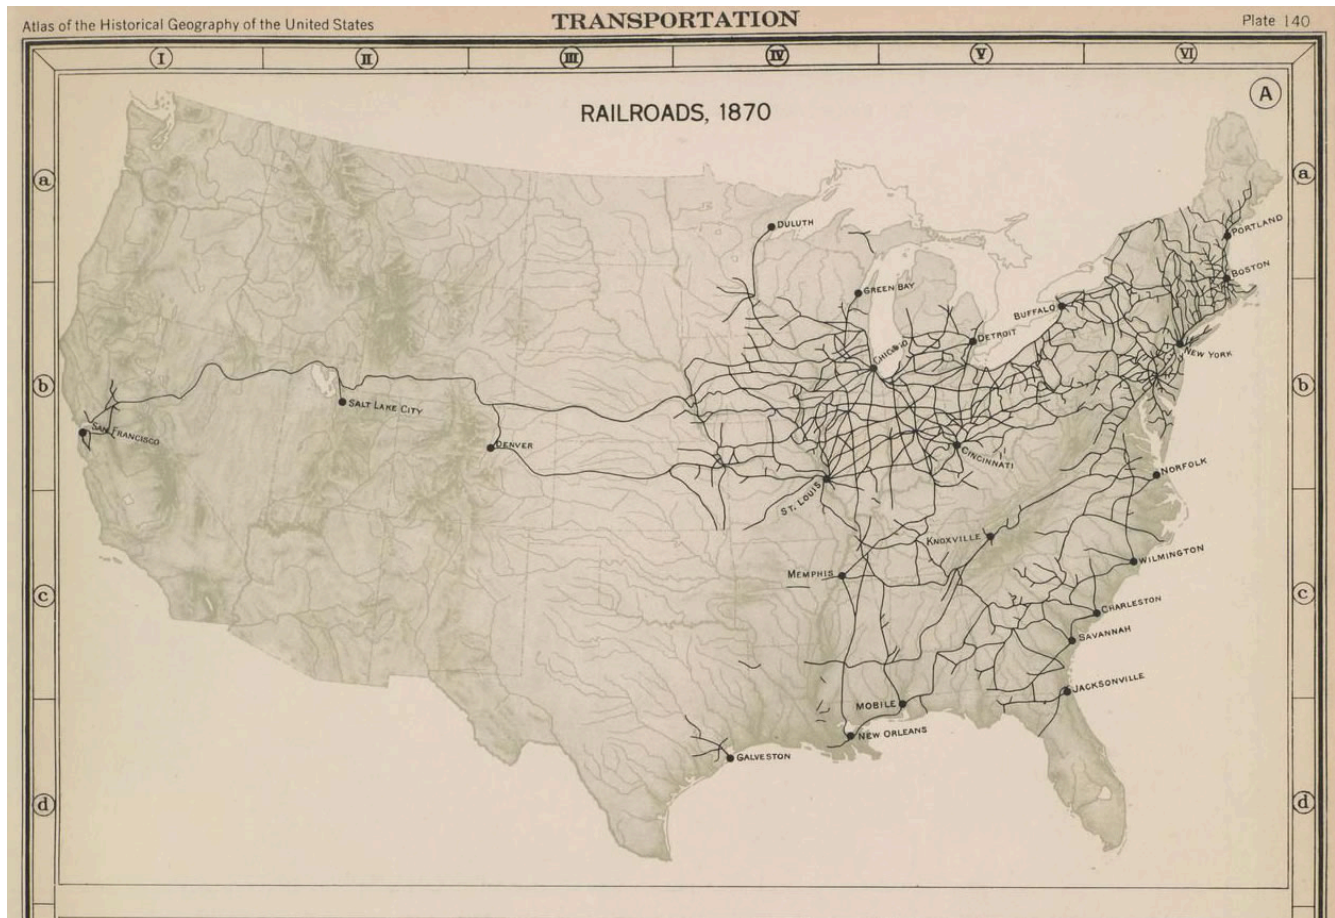 Atlas of the Historical Geography of the United States
TRANSPORTATION
Plate 140
I
II
III
IV
V
VI
A
RAILROADS, 1870
a
a
DULUTH
PORTLAND
BOSTON
GREEN BAY
BUFFALO
DETROIT
CHICAGO
NEW YORK
b
b
SALT LAKE CITY
SAN FRANCISCO
DENVER
CINCINNATI
NORFOLK
ST. LOUIS
KNOXVILLE
WILMINGTON
MEMPHIS
c
c
CHARLESTON
SAVANNAH
JACKSONVILLE
MOBILE
NEW ORLEANS
GALVESTON
d
d